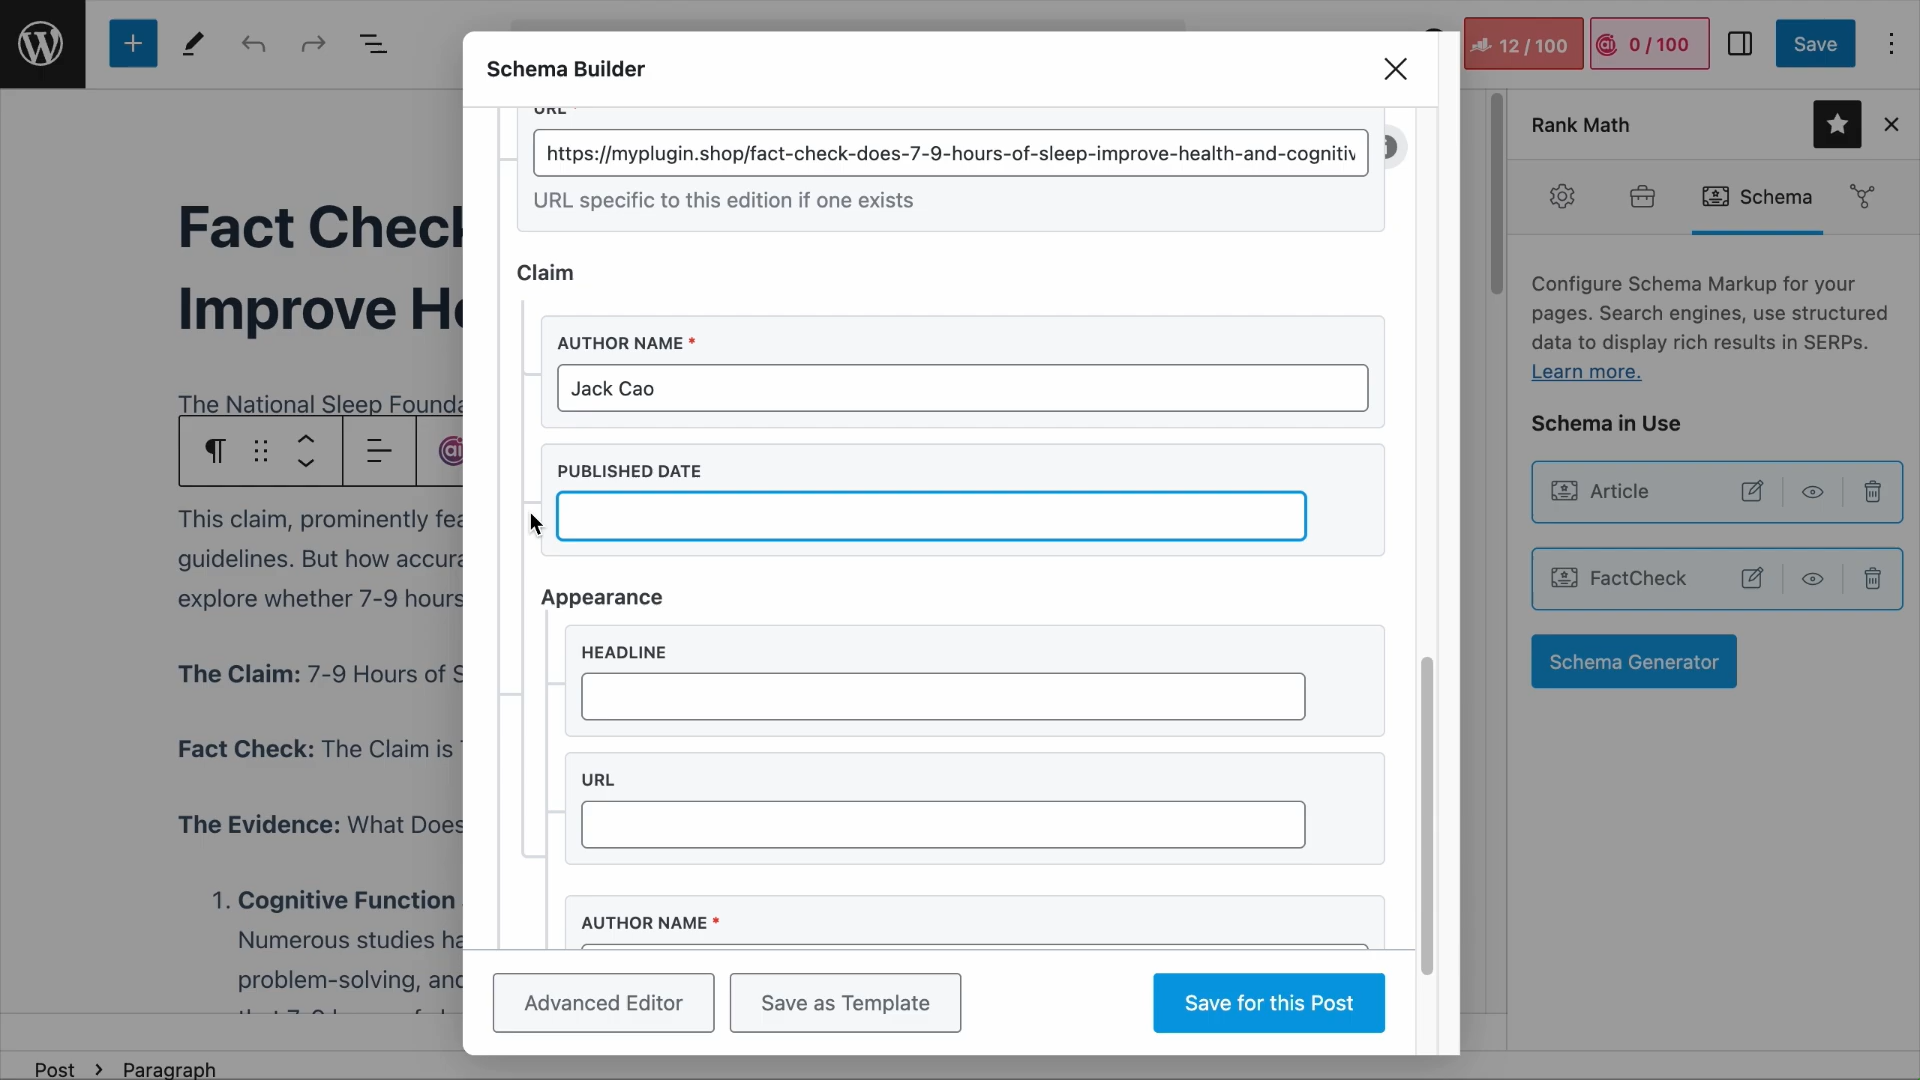 12 / 100
0 / 100
Save
Schema Builder
URL
https://myplugin.shop/fact-check-does-7-9-hours-of-sleep-improve-health-and-cognitiv
URL specific to this edition if one exists
Claim
AUTHOR NAME *
Jack Cao
PUBLISHED DATE
Appearance
HEADLINE
URL
AUTHOR NAME *
Advanced Editor
Save as Template
Save for this Post
Fact Check
Improve He
The National Sleep Founda
This claim, prominently fea
guidelines. But how accura
explore whether 7-9 hours
The Claim: 7-9 Hours of S
Fact Check: The Claim is
The Evidence: What Does
1. Cognitive Function
Numerous studies ha
problem-solving, and
Post > Paragraph
Rank Math
Schema
Configure Schema Markup for your
pages. Search engines, use structured
data to display rich results in SERPs.
Learn more.
Schema in Use
Article
FactCheck
Schema Generator